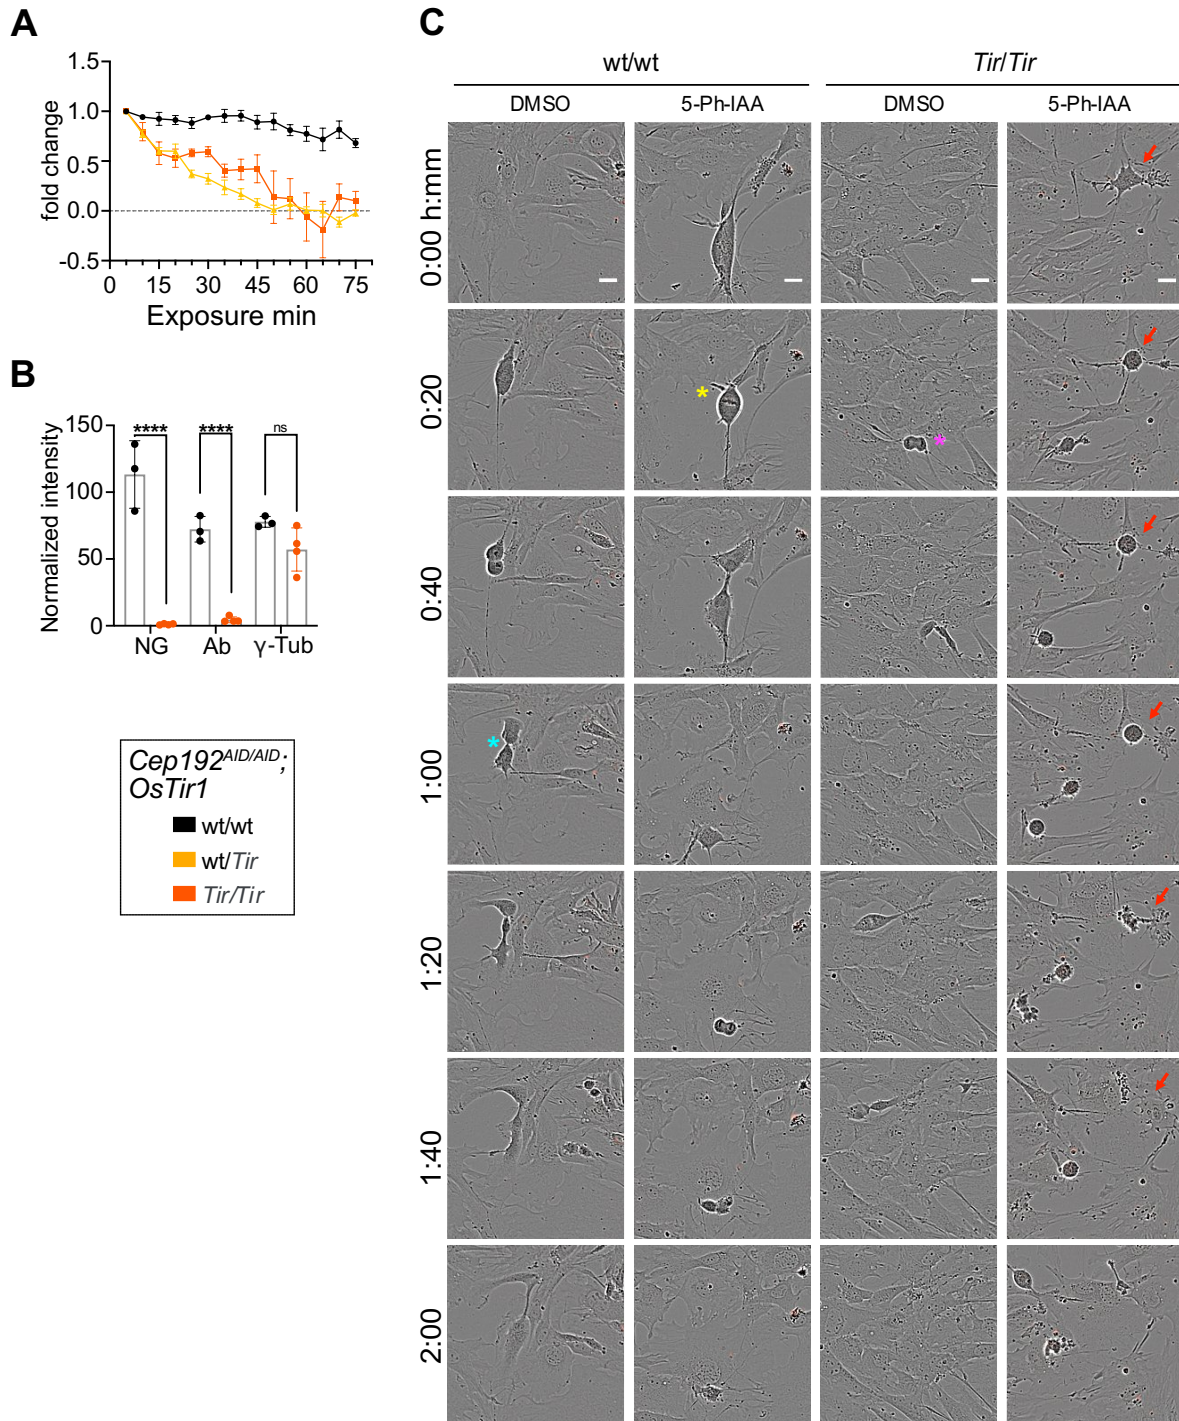 A
1.5
1.0
0.5
0.0
-0.5
fold change
0 15 30 45 60 75
Exposure min
B
150
100
50
0
Normalized intensity
**** **** ns
NG Ab γ-Tub
Cep192AID/AID;
OsTir1
wt/wt
wt/Tir
Tir/Tir
C
wt/wt Tir/Tir
DMSO 5-Ph-IAA DMSO 5-Ph-IAA
0:00 h:mm
0:20
* *
0:40
1:00
*
1:20
1:40
2:00